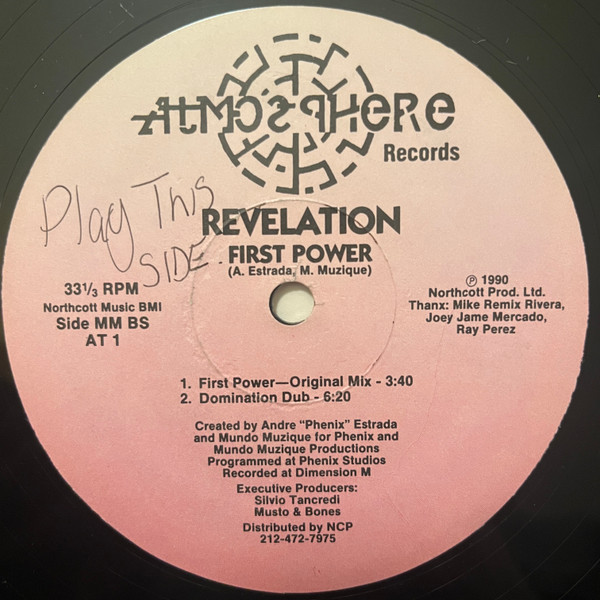 ATMOSPHERE
Records
Play This
SIDE
REVELATION
FIRST POWER
(A. Estrada, M. Muzique)
33⅓ RPM
Northcott Music BMI
Side MM BS
AT 1
℗ 1990
Northcott Prod. Ltd.
Thanx: Mike Remix Rivera,
Joey Jame Mercado,
Ray Perez
1. First Power—Original Mix - 3:40
2. Domination Dub - 6:20
Created by Andre "Phenix" Estrada
and Mundo Muzique for Phenix and
Mundo Muzique Productions
Programmed at Phenix Studios
Recorded at Dimension M
Executive Producers:
Silvio Tancredi
Musto & Bones
Distributed by NCP
212-472-7975